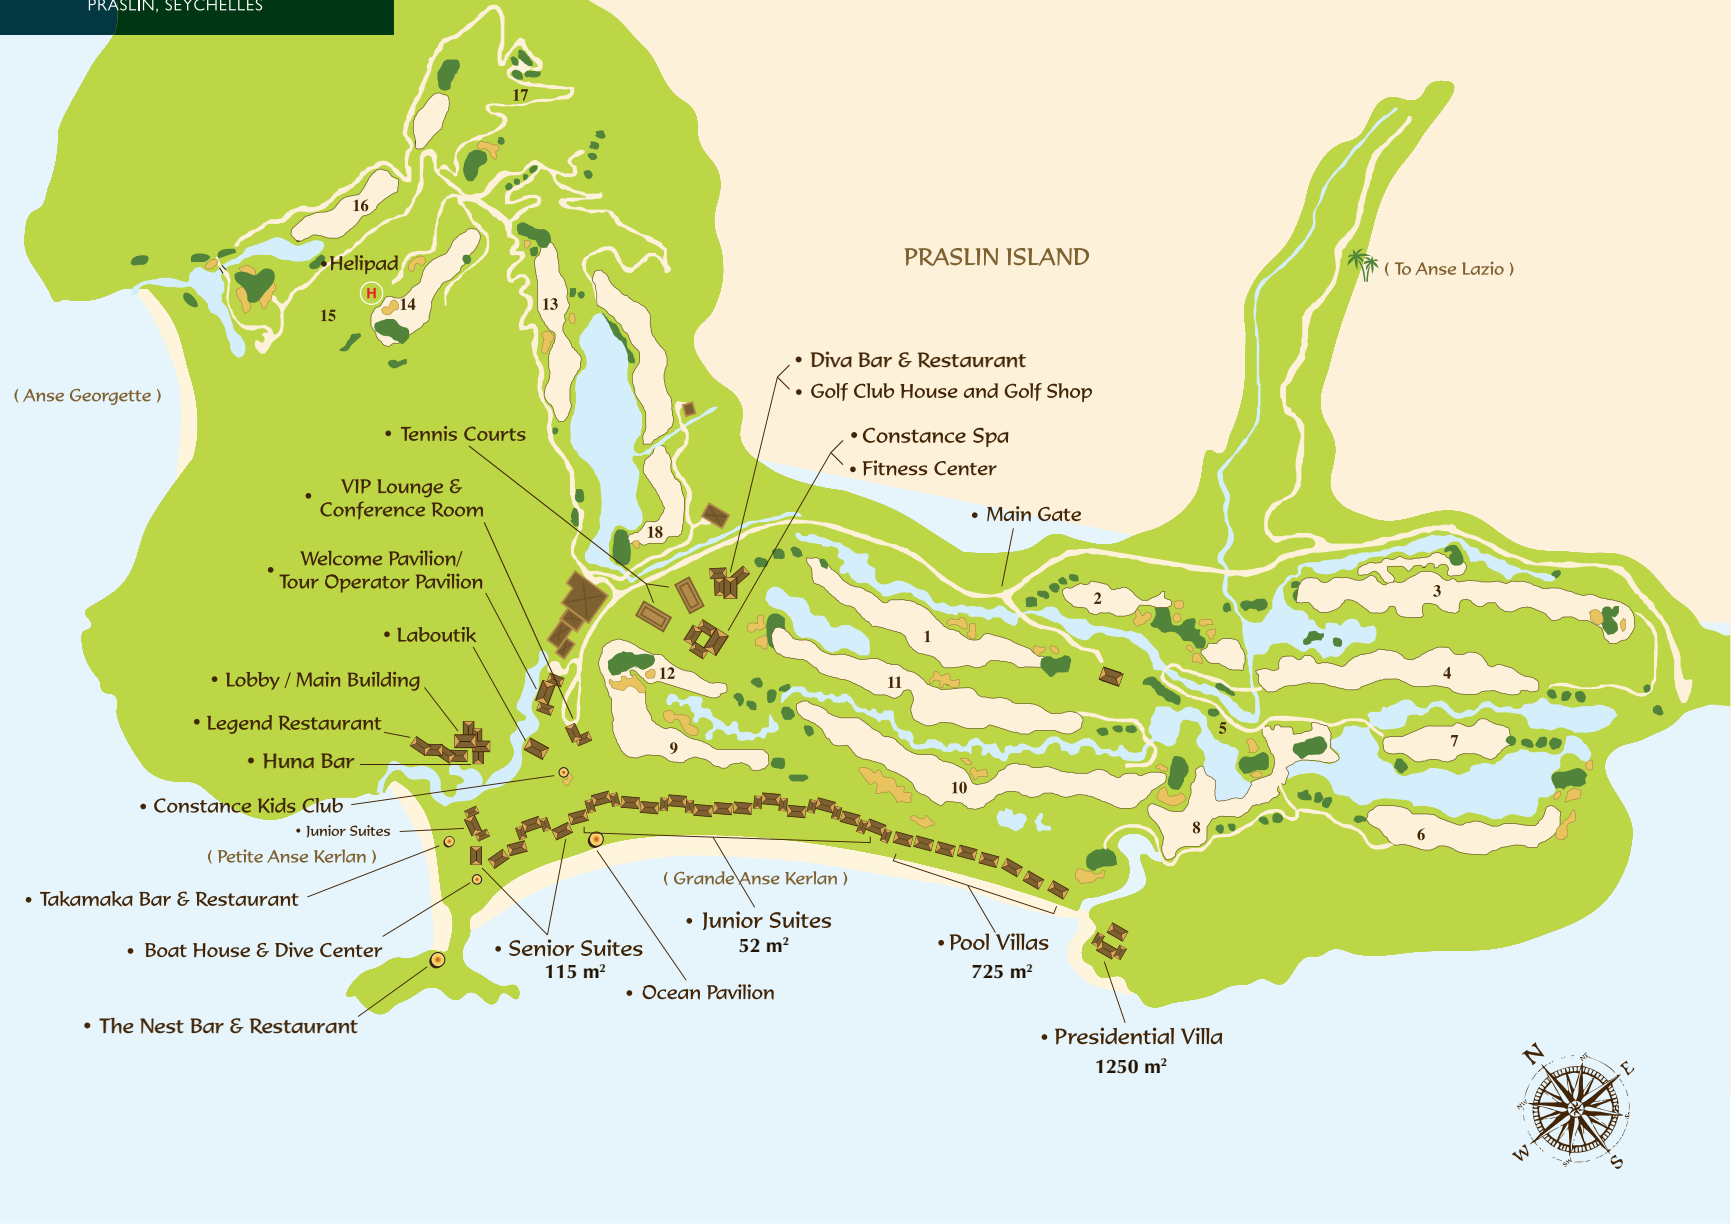 PRASLIN, SEYCHELLES
17
16
• Helipad
H
14
15
13
PRASLIN ISLAND
( To Anse Lazio )
( Anse Georgette )
• Diva Bar & Restaurant
• Golf Club House and Golf Shop
• Tennis Courts
• Constance Spa
• Fitness Center
• VIP Lounge &
Conference Room
• Main Gate
18
• Welcome Pavilion/
Tour Operator Pavilion
2
3
• Laboutik
1
12
11
4
• Lobby / Main Building
• Legend Restaurant
5
9
7
• Huna Bar
10
• Constance Kids Club
• Junior Suites
8
6
( Petite Anse Kerlan )
( Grande Anse Kerlan )
• Takamaka Bar & Restaurant
• Junior Suites
52 m²
• Boat House & Dive Center
• Senior Suites
115 m²
• Pool Villas
725 m²
• Ocean Pavilion
• The Nest Bar & Restaurant
• Presidential Villa
1250 m²
N
E
W
SW
S